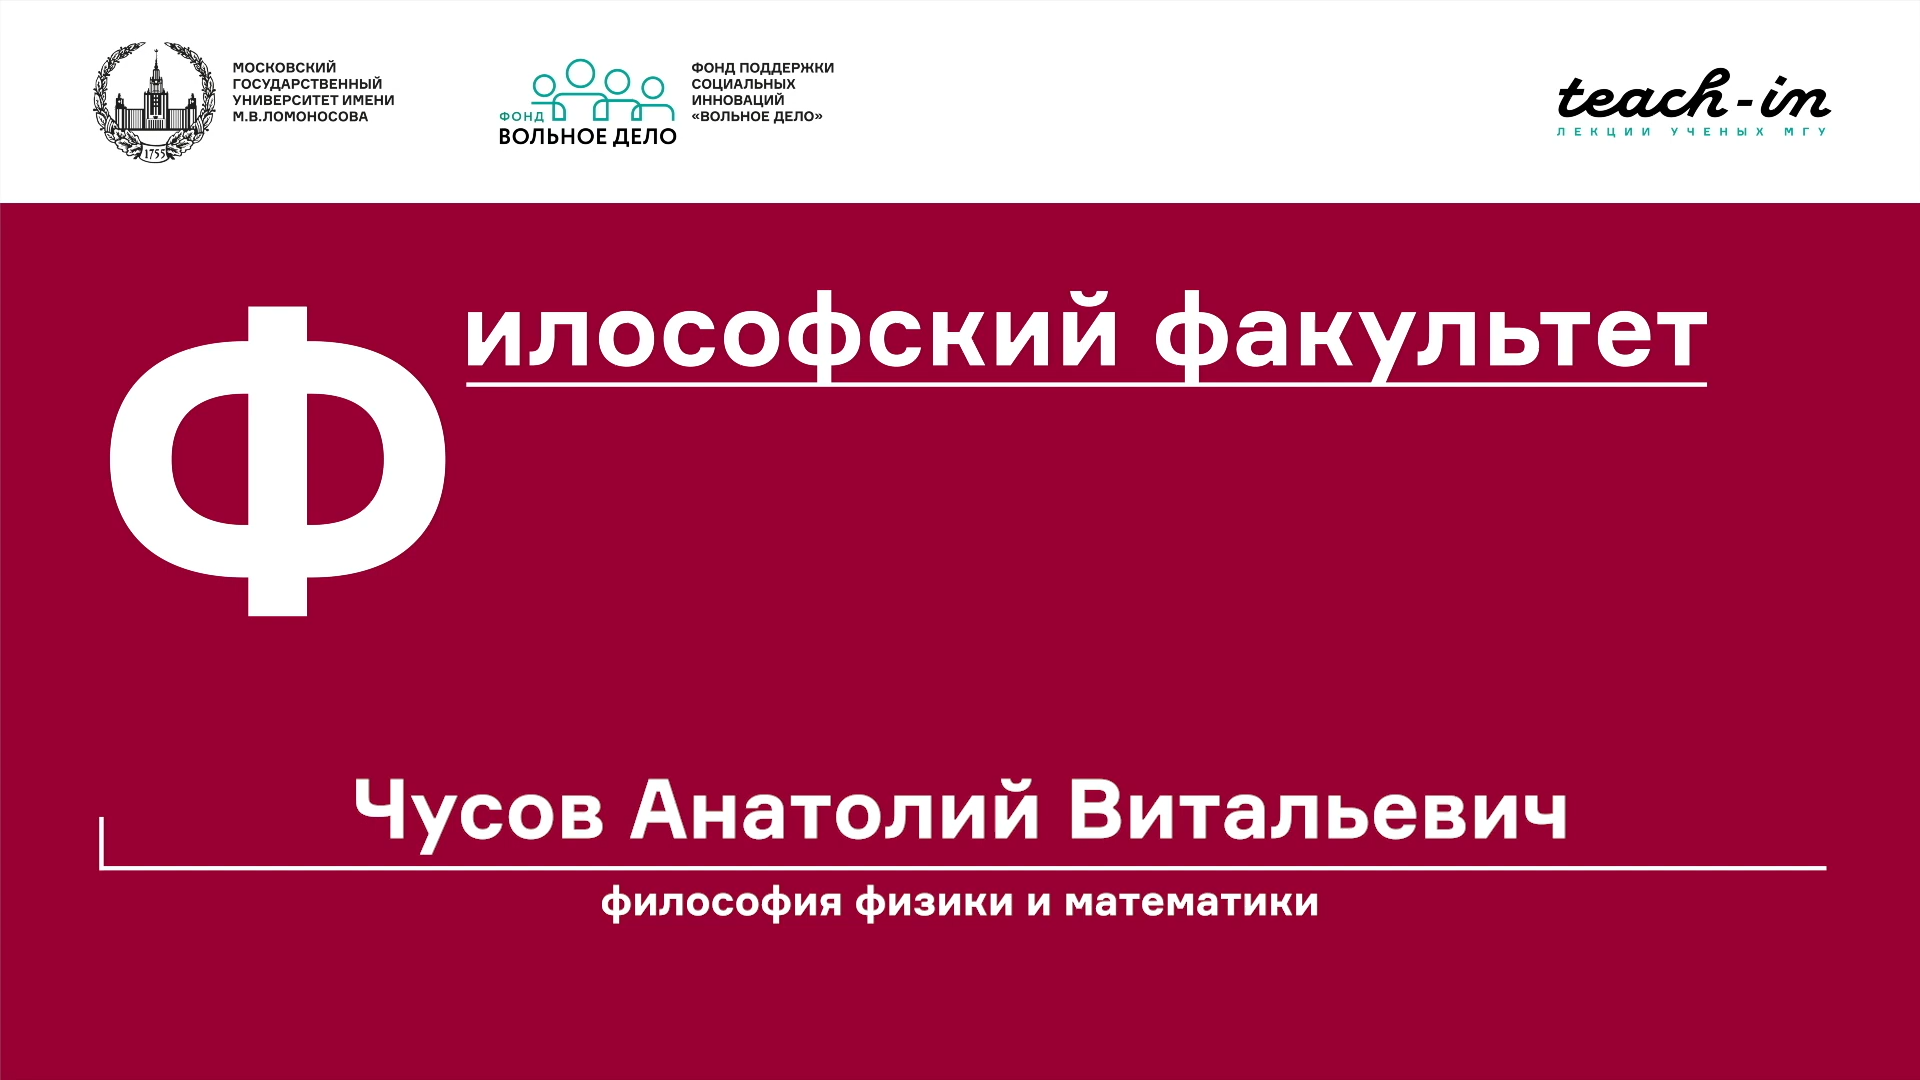 МОСКОВСКИЙ
ГОСУДАРСТВЕННЫЙ
УНИВЕРСИТЕТ ИМЕНИ
М.В.ЛОМОНОСОВА
1755
ФОНД
ВОЛЬНОЕ ДЕЛО
ФОНД ПОДДЕРЖКИ
СОЦИАЛЬНЫХ
ИННОВАЦИЙ
«ВОЛЬНОЕ ДЕЛО»
teach-in
ЛЕКЦИИ УЧЕНЫХ МГУ
Философский факультет
Чусов Анатолий Витальевич
философия физики и математики